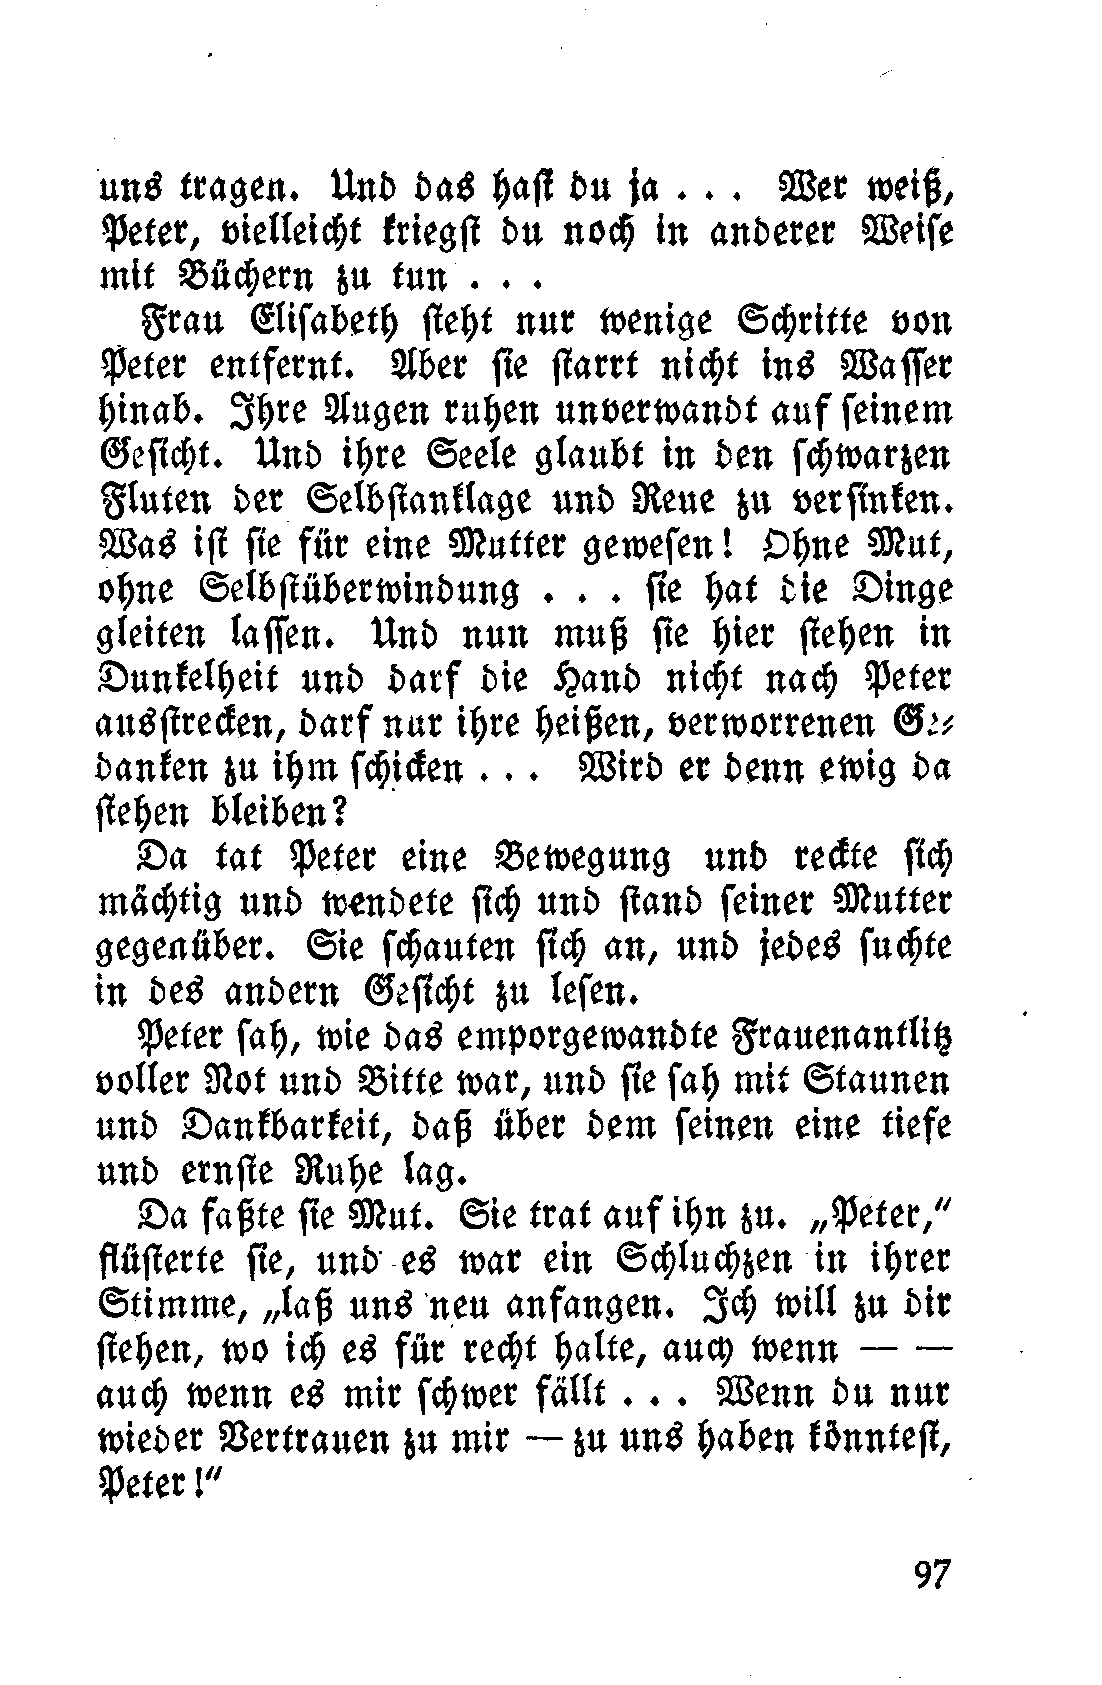 uns tragen. Und das hast du ja . . . Wer weiß,
Peter, vielleicht kriegst du noch in anderer Weise
mit Büchern zu tun . . .
Frau Elisabeth steht nur wenige Schritte von
Peter entfernt. Aber sie starrt nicht ins Wasser
hinab. Ihre Augen ruhen unverwandt auf seinem
Gesicht. Und ihre Seele glaubt in den schwarzen
Fluten der Selbstanklage und Reue zu versinken.
Was ist sie für eine Mutter gewesen! Ohne Mut,
ohne Selbstüberwindung . . . sie hat die Dinge
gleiten lassen. Und nun muß sie hier stehen in
Dunkelheit und darf die Hand nicht nach Peter
ausstrecken, darf nur ihre heißen, verworrenen Ge-
danken zu ihm schicken . . . Wird er denn ewig da
stehen bleiben?
Da tat Peter eine Bewegung und reckte sich
mächtig und wendete sich und stand seiner Mutter
gegenüber. Sie schauten sich an, und jedes suchte
in des andern Gesicht zu lesen.
Peter sah, wie das emporgewandte Frauenantlitz
voller Not und Bitte war, und sie sah mit Staunen
und Dankbarkeit, daß über dem seinen eine tiefe
und ernste Ruhe lag.
Da faßte sie Mut. Sie trat auf ihn zu. „Peter,“
flüsterte sie, und es war ein Schluchzen in ihrer
Stimme, „laß uns neu anfangen. Ich will zu dir
stehen, wo ich es für recht halte, auch wenn — —
auch wenn es mir schwer fällt . . . Wenn du nur
wieder Vertrauen zu mir — zu uns haben könntest,
Peter!“
97